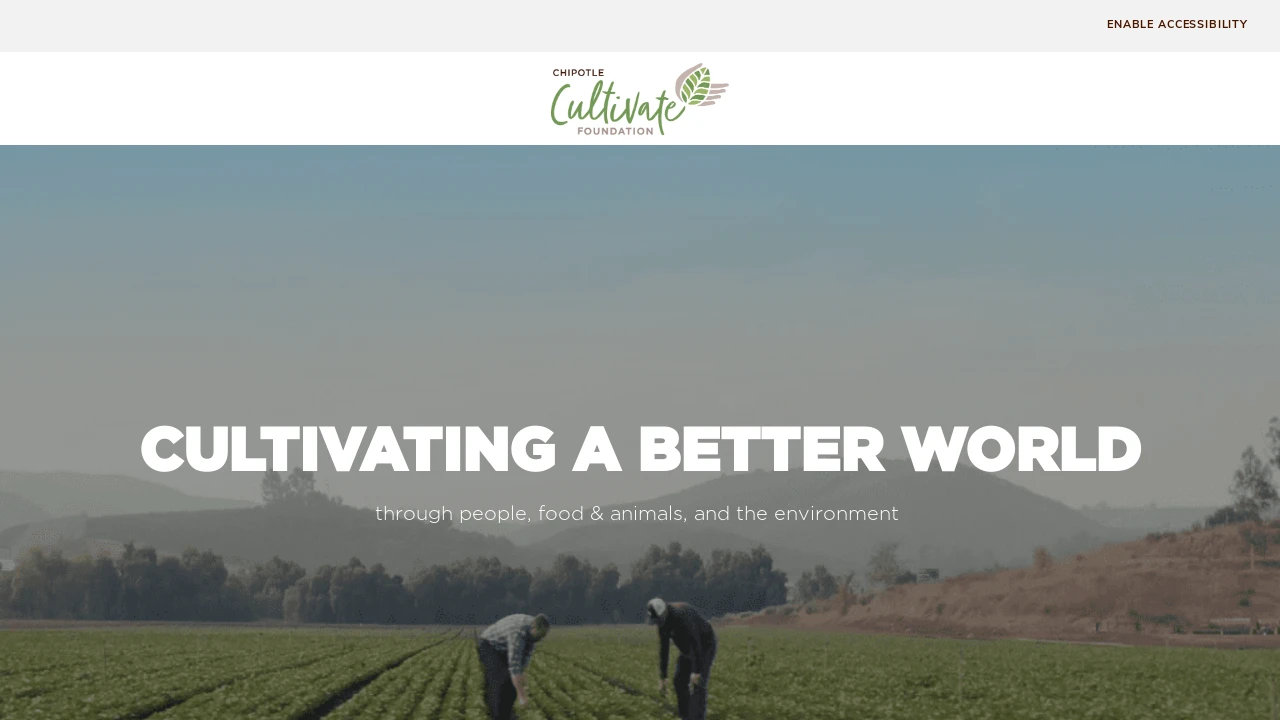 ENABLE ACCESSIBILITY
CHIPOTLE
Cultivate
FOUNDATION
CULTIVATING A BETTER WORLD
through people, food & animals, and the environment